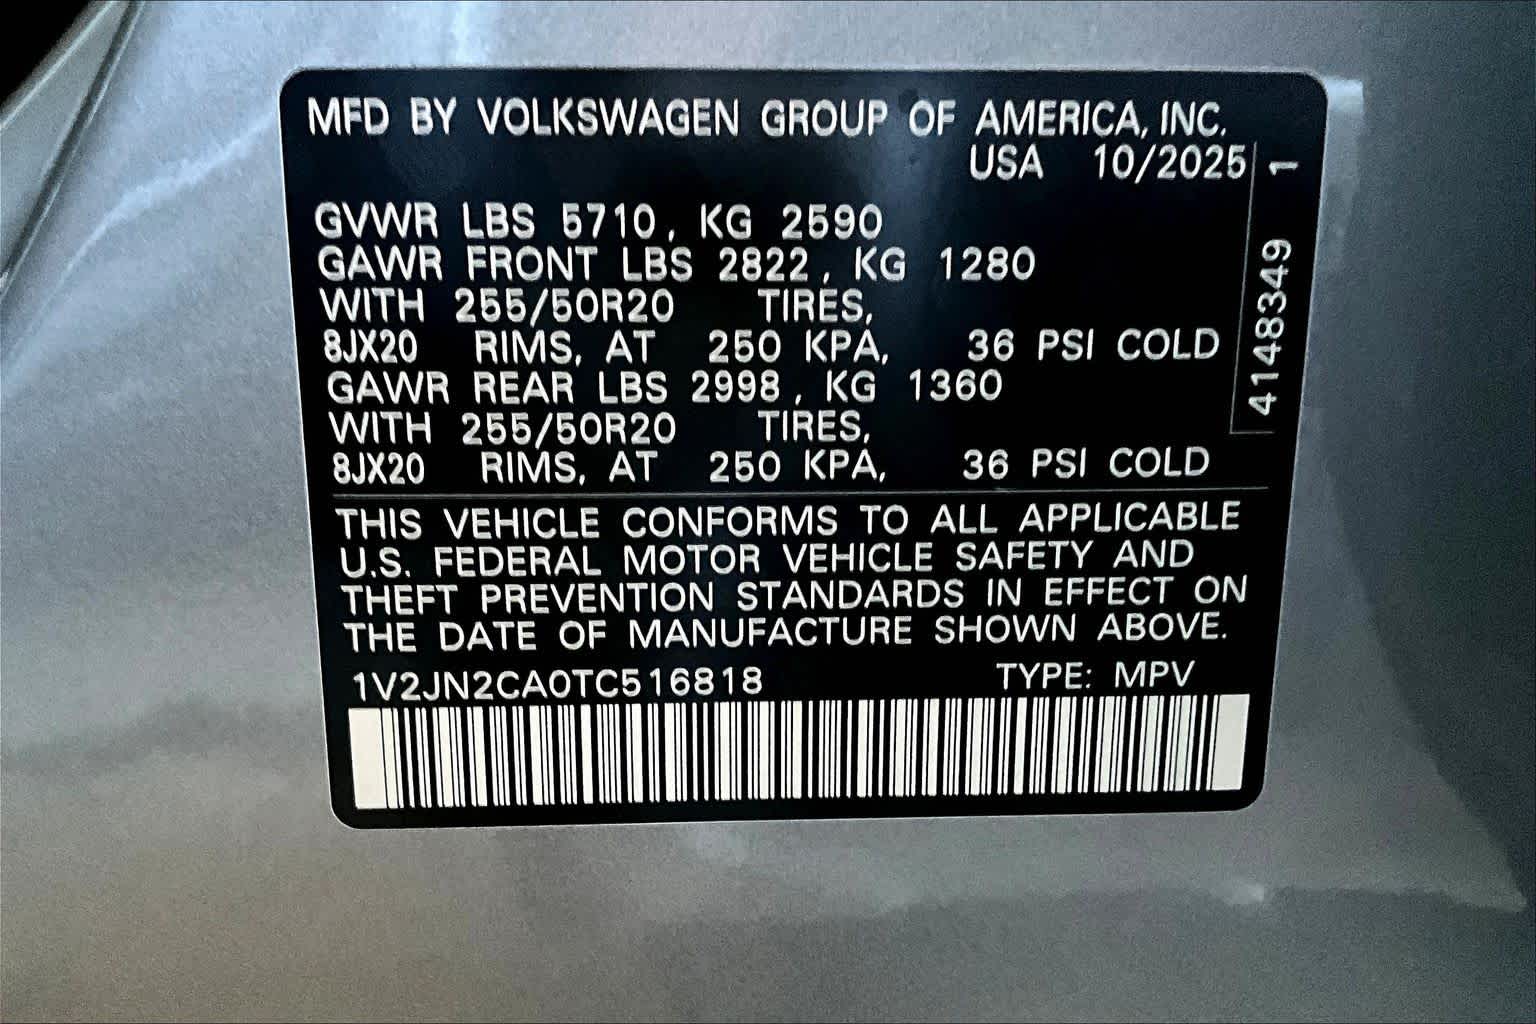 MFD BY VOLKSWAGEN GROUP OF AMERICA, INC.
USA 10/2025
GVWR LBS 5710, KG 2590
GAWR FRONT LBS 2822, KG 1280
WITH 255/50R20 TIRES,
8JX20 RIMS, AT 250 KPA, 36 PSI COLD
GAWR REAR LBS 2998, KG 1360
WITH 255/50R20 TIRES,
8JX20 RIMS, AT 250 KPA, 36 PSI COLD
4148349 1
THIS VEHICLE CONFORMS TO ALL APPLICABLE
U.S. FEDERAL MOTOR VEHICLE SAFETY AND
THEFT PREVENTION STANDARDS IN EFFECT ON
THE DATE OF MANUFACTURE SHOWN ABOVE.
1V2JN2CA0TC516818 TYPE: MPV